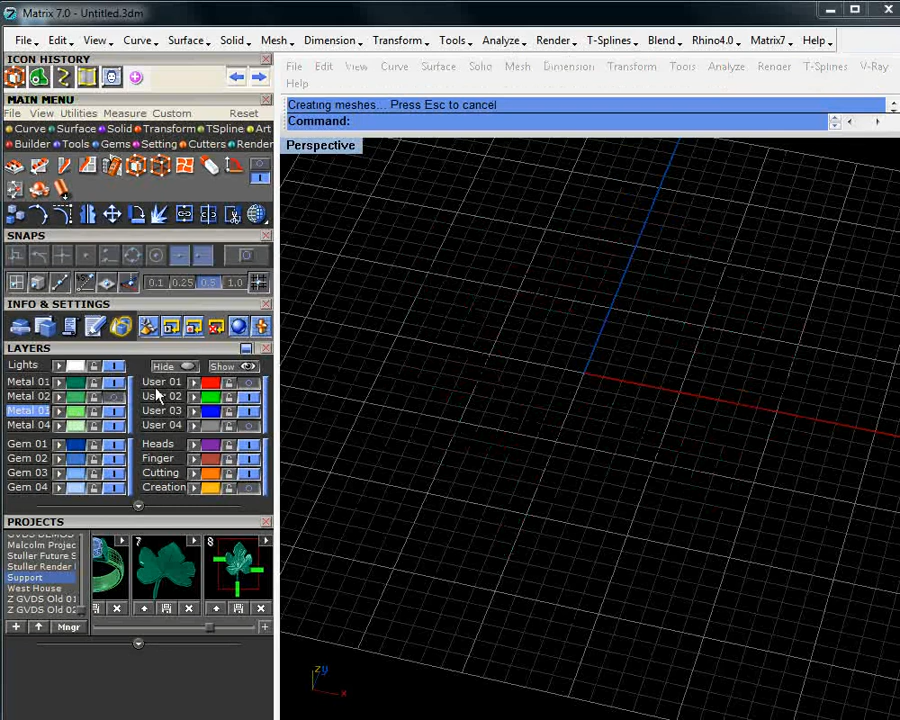 Matrix 7.0 - Untitled.3dm
File Edit View Curve Surface Solid Mesh Dimension Transform Tools Analyze Render T-Splines Blend Rhino4.0 Matrix7 Help
ICON HISTORY
File Edit View Curve Surface Solid Mesh Dimension Transform Tools Analyze Render T-Splines V-Ray
Help
MAIN MENU
Creating meshes... Press Esc to cancel
File View Utilities Measure Custom Reset
Command:
Curve Surface Solid Transform TSpline Art
Builder Tools Gems Setting Cutters Render
Perspective
SNAPS
0.1 0.25 0.5 1.0
INFO & SETTINGS
LAYERS
Lights Hide Show
Metal 01 User 01
Metal 02 User 02
Metal 03 User 03
Metal 04 User 04
Gem 01 Heads
Gem 02 Finger
Gem 03 Cutting
Gem 04 Creation
PROJECTS
GVDS DEMOS
Malcolm Projec
Stuller Future S
Stuller Render I
Support
West House
Z GVDS Old 01
Z GVDS Old 02
7 8
Mngr
z y
x